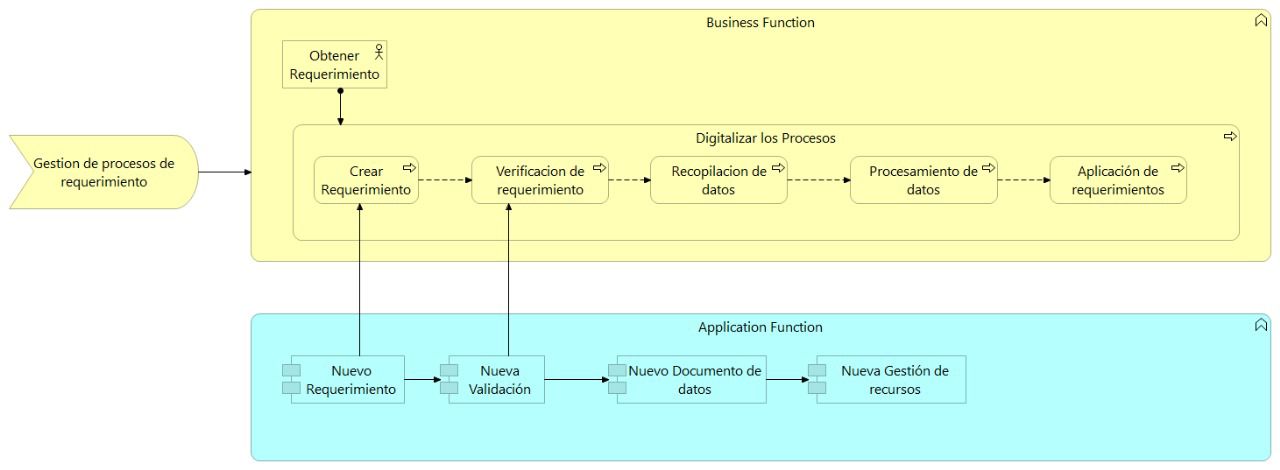 Business Function
Obtener
Requerimiento
Gestion de procesos de
requerimiento
Digitalizar los Procesos
Crear
Requerimiento
Verificacion de
requerimiento
Recopilacion de
datos
Procesamiento de
datos
Aplicación de
requerimientos
Application Function
Nuevo
Requerimiento
Nueva
Validación
Nuevo Documento de
datos
Nueva Gestión de
recursos